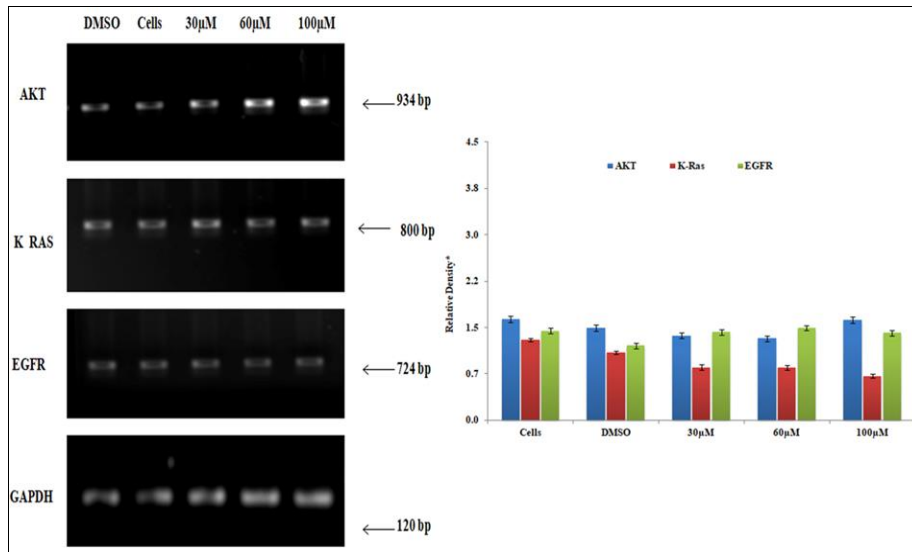 DMSO Cells 30µM 60µM 100µM
AKT
934 bp
K RAS
800 bp
EGFR
724 bp
GAPDH
120 bp
4.5
AKT K-Ras EGFR
3.0
2.2
1.5
0.7
0.0
Relative Density*
Cells DMSO 30µM 60µM 100µM